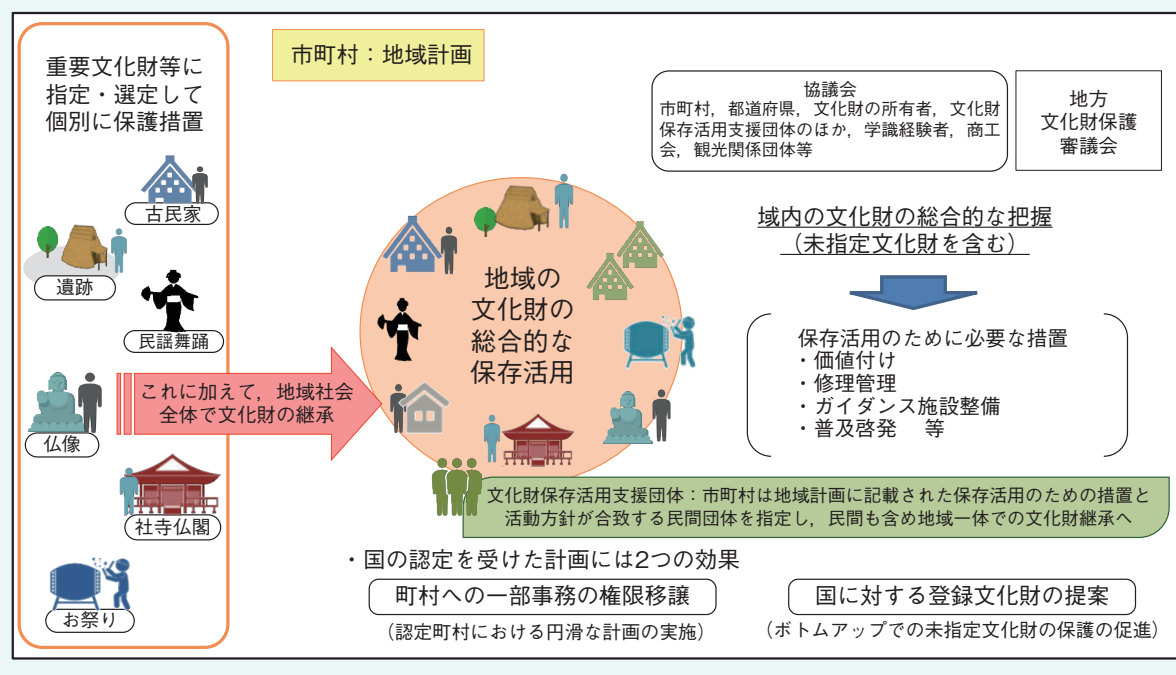 重要文化財等に
指定・選定して
個別に保護措置
古民家
遺跡
民謡舞踊
仏像
社寺仏閣
お祭り
これに加えて，地域社会
全体で文化財の継承
市町村：地域計画
協議会
市町村，都道府県，文化財の所有者，文化財
保存活用支援団体のほか，学識経験者，商工
会，観光関係団体等
地方
文化財保護
審議会
地域の
文化財の
総合的な
保存活用
域内の文化財の総合的な把握
（未指定文化財を含む）
保存活用のために必要な措置
・価値付け
・修理管理
・ガイダンス施設整備
・普及啓発　等
文化財保存活用支援団体：市町村は地域計画に記載された保存活用のための措置と
活動方針が合致する民間団体を指定し，民間も含め地域一体での文化財継承へ
・国の認定を受けた計画には2つの効果
町村への一部事務の権限移譲
（認定町村における円滑な計画の実施）
国に対する登録文化財の提案
（ボトムアップでの未指定文化財の保護の促進）